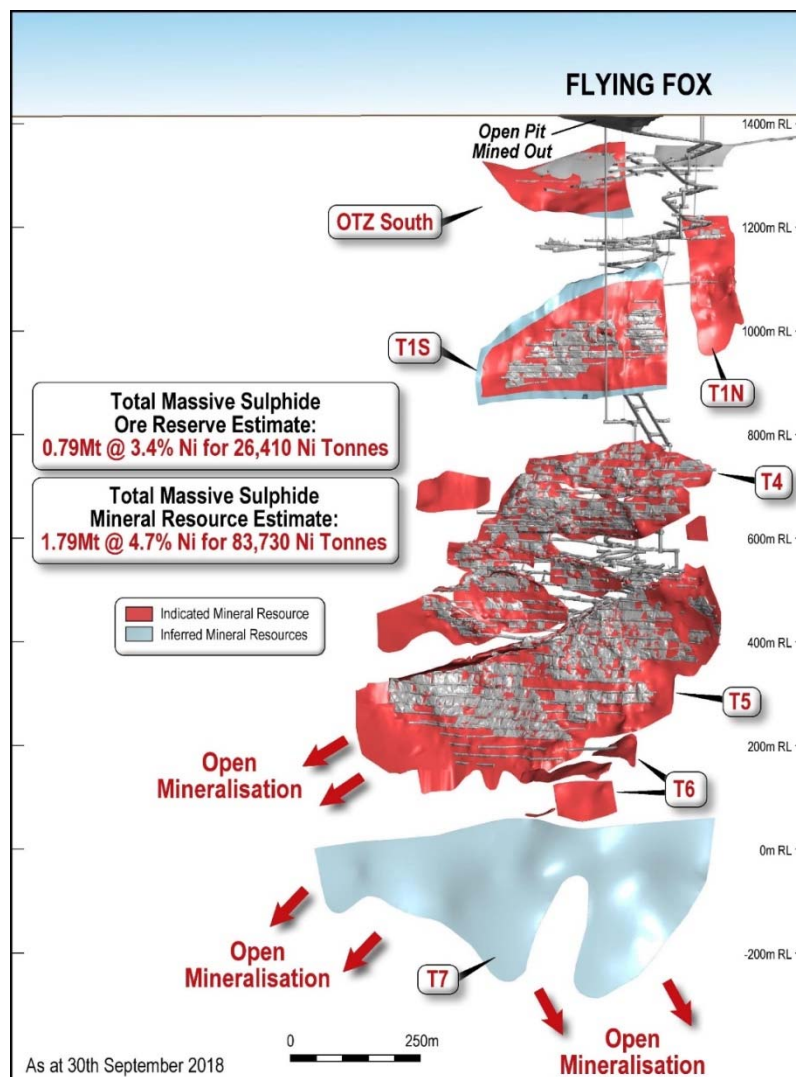 FLYING FOX
Open Pit
Mined Out
1400m RL
OTZ South
1200m RL
T1S
1000m RL
T1N
Total Massive Sulphide
Ore Reserve Estimate:
0.79Mt @ 3.4% Ni for 26,410 Ni Tonnes
800m RL
T4
Total Massive Sulphide
Mineral Resource Estimate:
1.79Mt @ 4.7% Ni for 83,730 Ni Tonnes
600m RL
Indicated Mineral Resource
Inferred Mineral Resources
400m RL
T5
200m RL
Open
Mineralisation
T6
0m RL
Open
Mineralisation
-200m RL
T7
0 250m
Open
Mineralisation
As at 30th September 2018